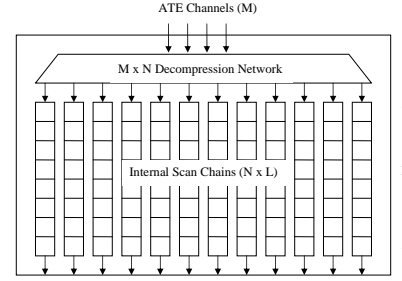 ATE Channels (M)
M x N Decompression Network
Internal Scan Chains (N x L)